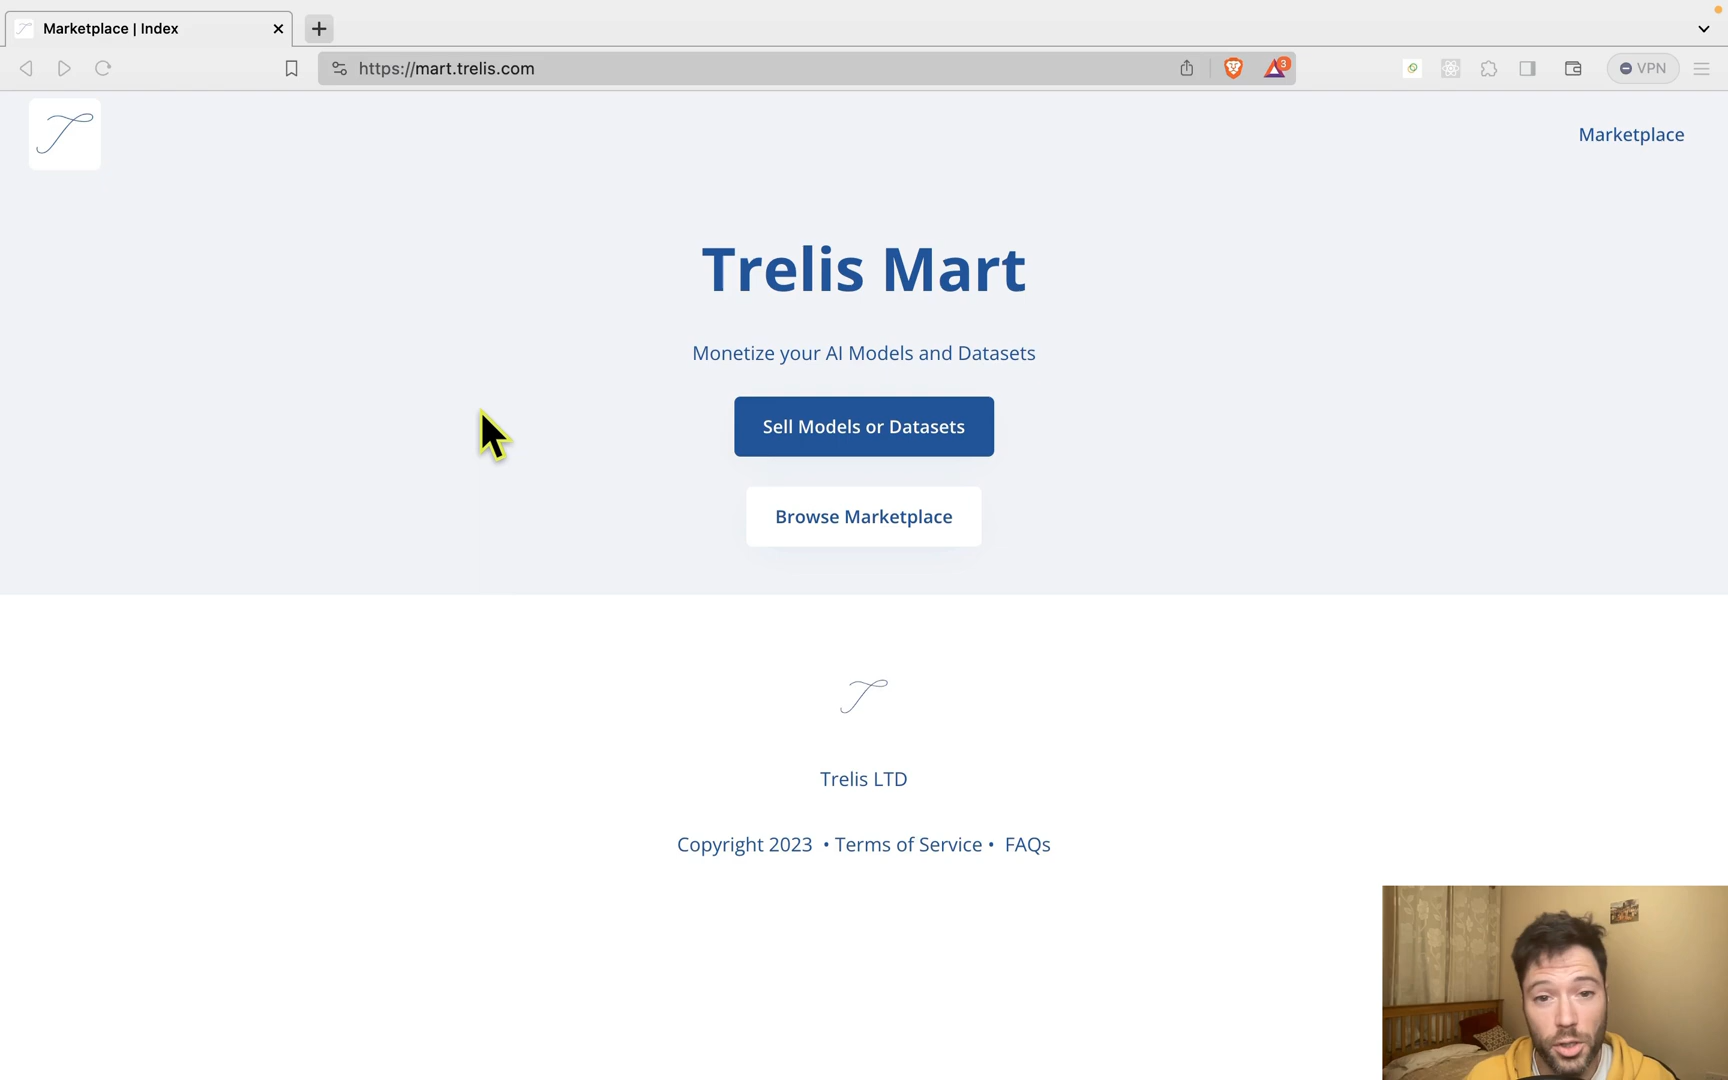 Marketplace | Index
https://mart.trelis.com
3
VPN
Marketplace
Trelis Mart
Monetize your AI Models and Datasets
Sell Models or Datasets
Browse Marketplace
Trelis LTD
Copyright 2023 • Terms of Service • FAQs